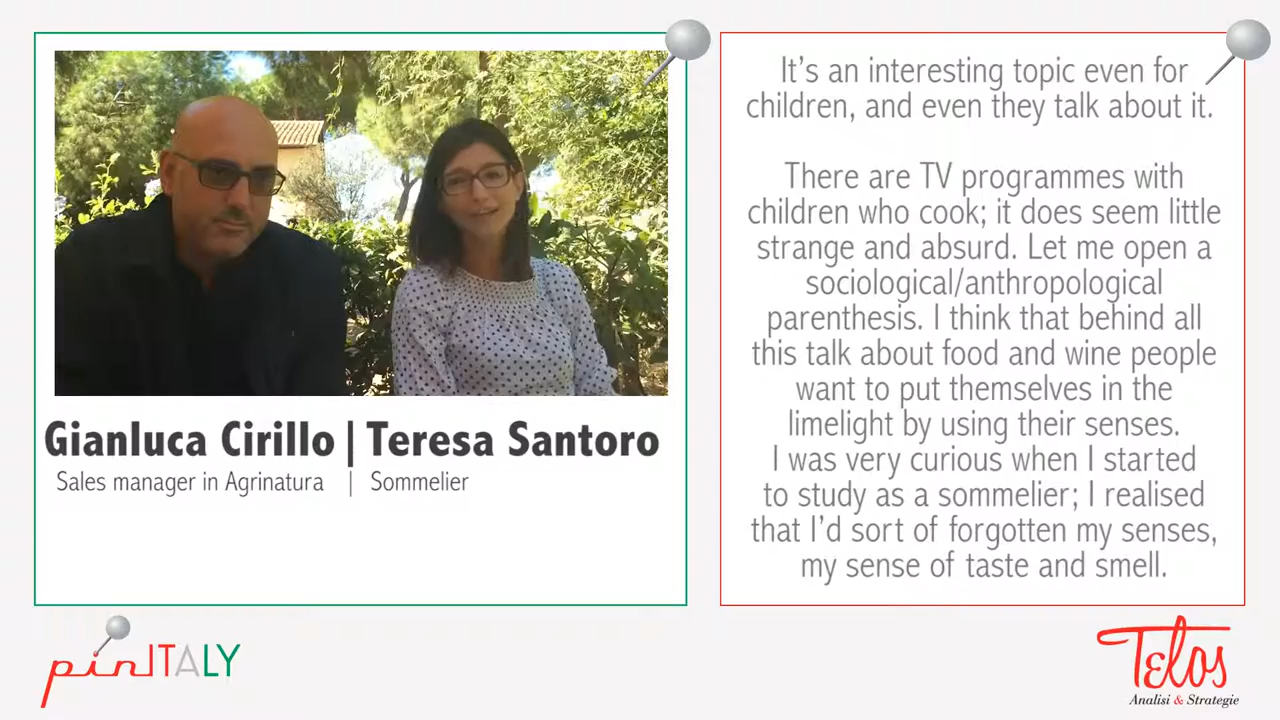 Gianluca Cirillo | Teresa Santoro
Sales manager in Agrinatura | Sommelier
It's an interesting topic even for
children, and even they talk about it.
There are TV programmes with
children who cook; it does seem little
strange and absurd. Let me open a
sociological/anthropological
parenthesis. I think that behind all
this talk about food and wine people
want to put themselves in the
limelight by using their senses.
I was very curious when I started
to study as a sommelier; I realised
that I'd sort of forgotten my senses,
my sense of taste and smell.
pinITALY
Telos
Analisi & Strategie